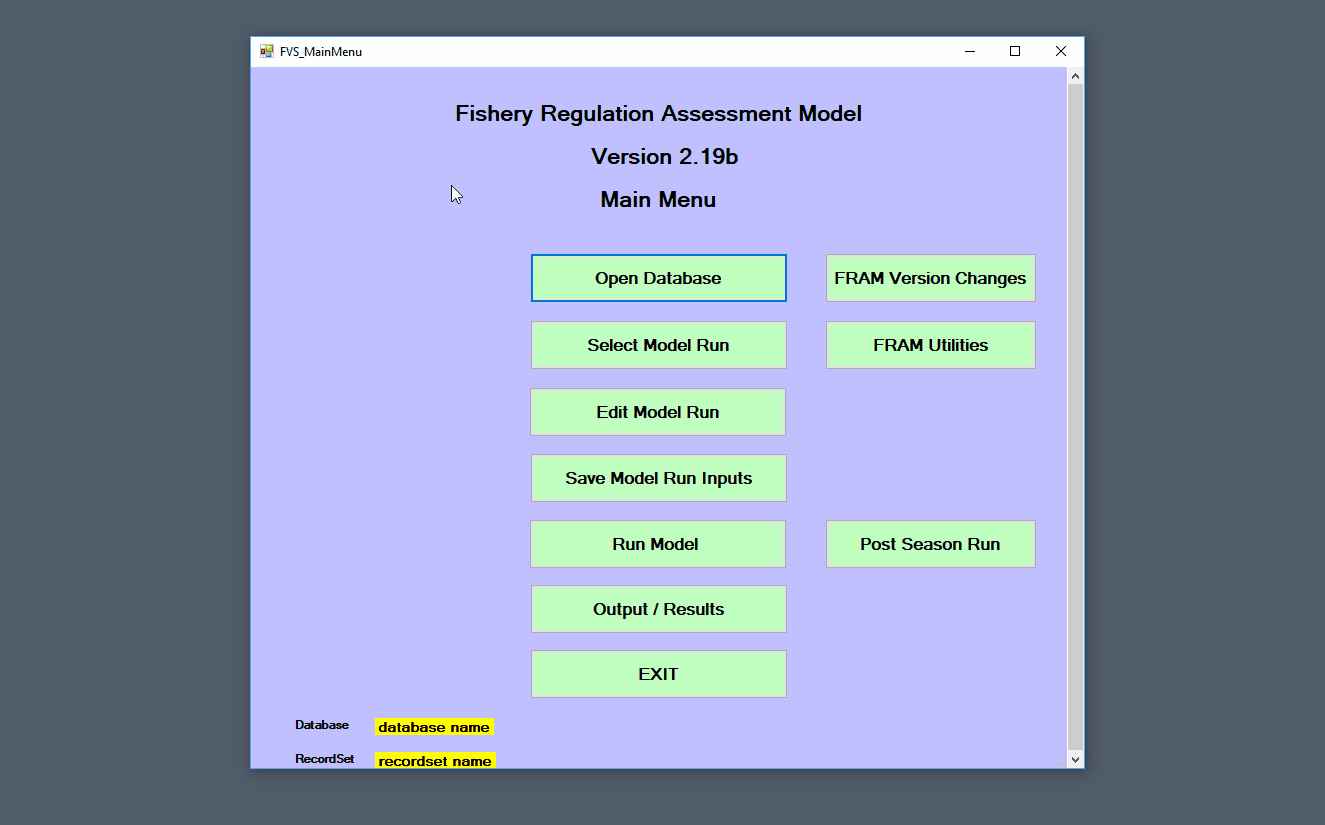 FVS_MainMenu
Fishery Regulation Assessment Model
Version 2.19b
Main Menu
Open Database
FRAM Version Changes
Select Model Run
FRAM Utilities
Edit Model Run
Save Model Run Inputs
Run Model
Post Season Run
Output / Results
EXIT
Database
database name
RecordSet
recordset name